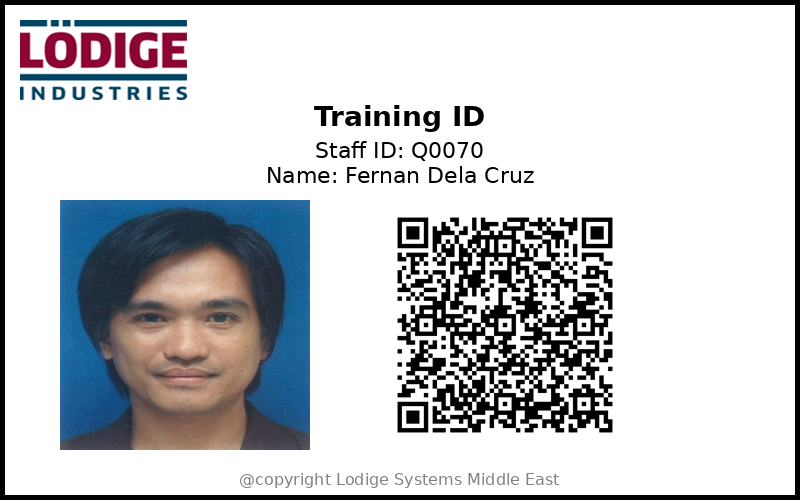 LÖDIGE
INDUSTRIES
Training ID
Staff ID: Q0070
Name: Fernan Dela Cruz
@copyright Lodige Systems Middle East